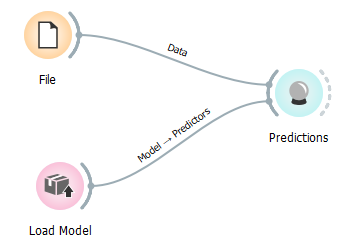 File
Data
Predictions
Model → Predictors
Load Model